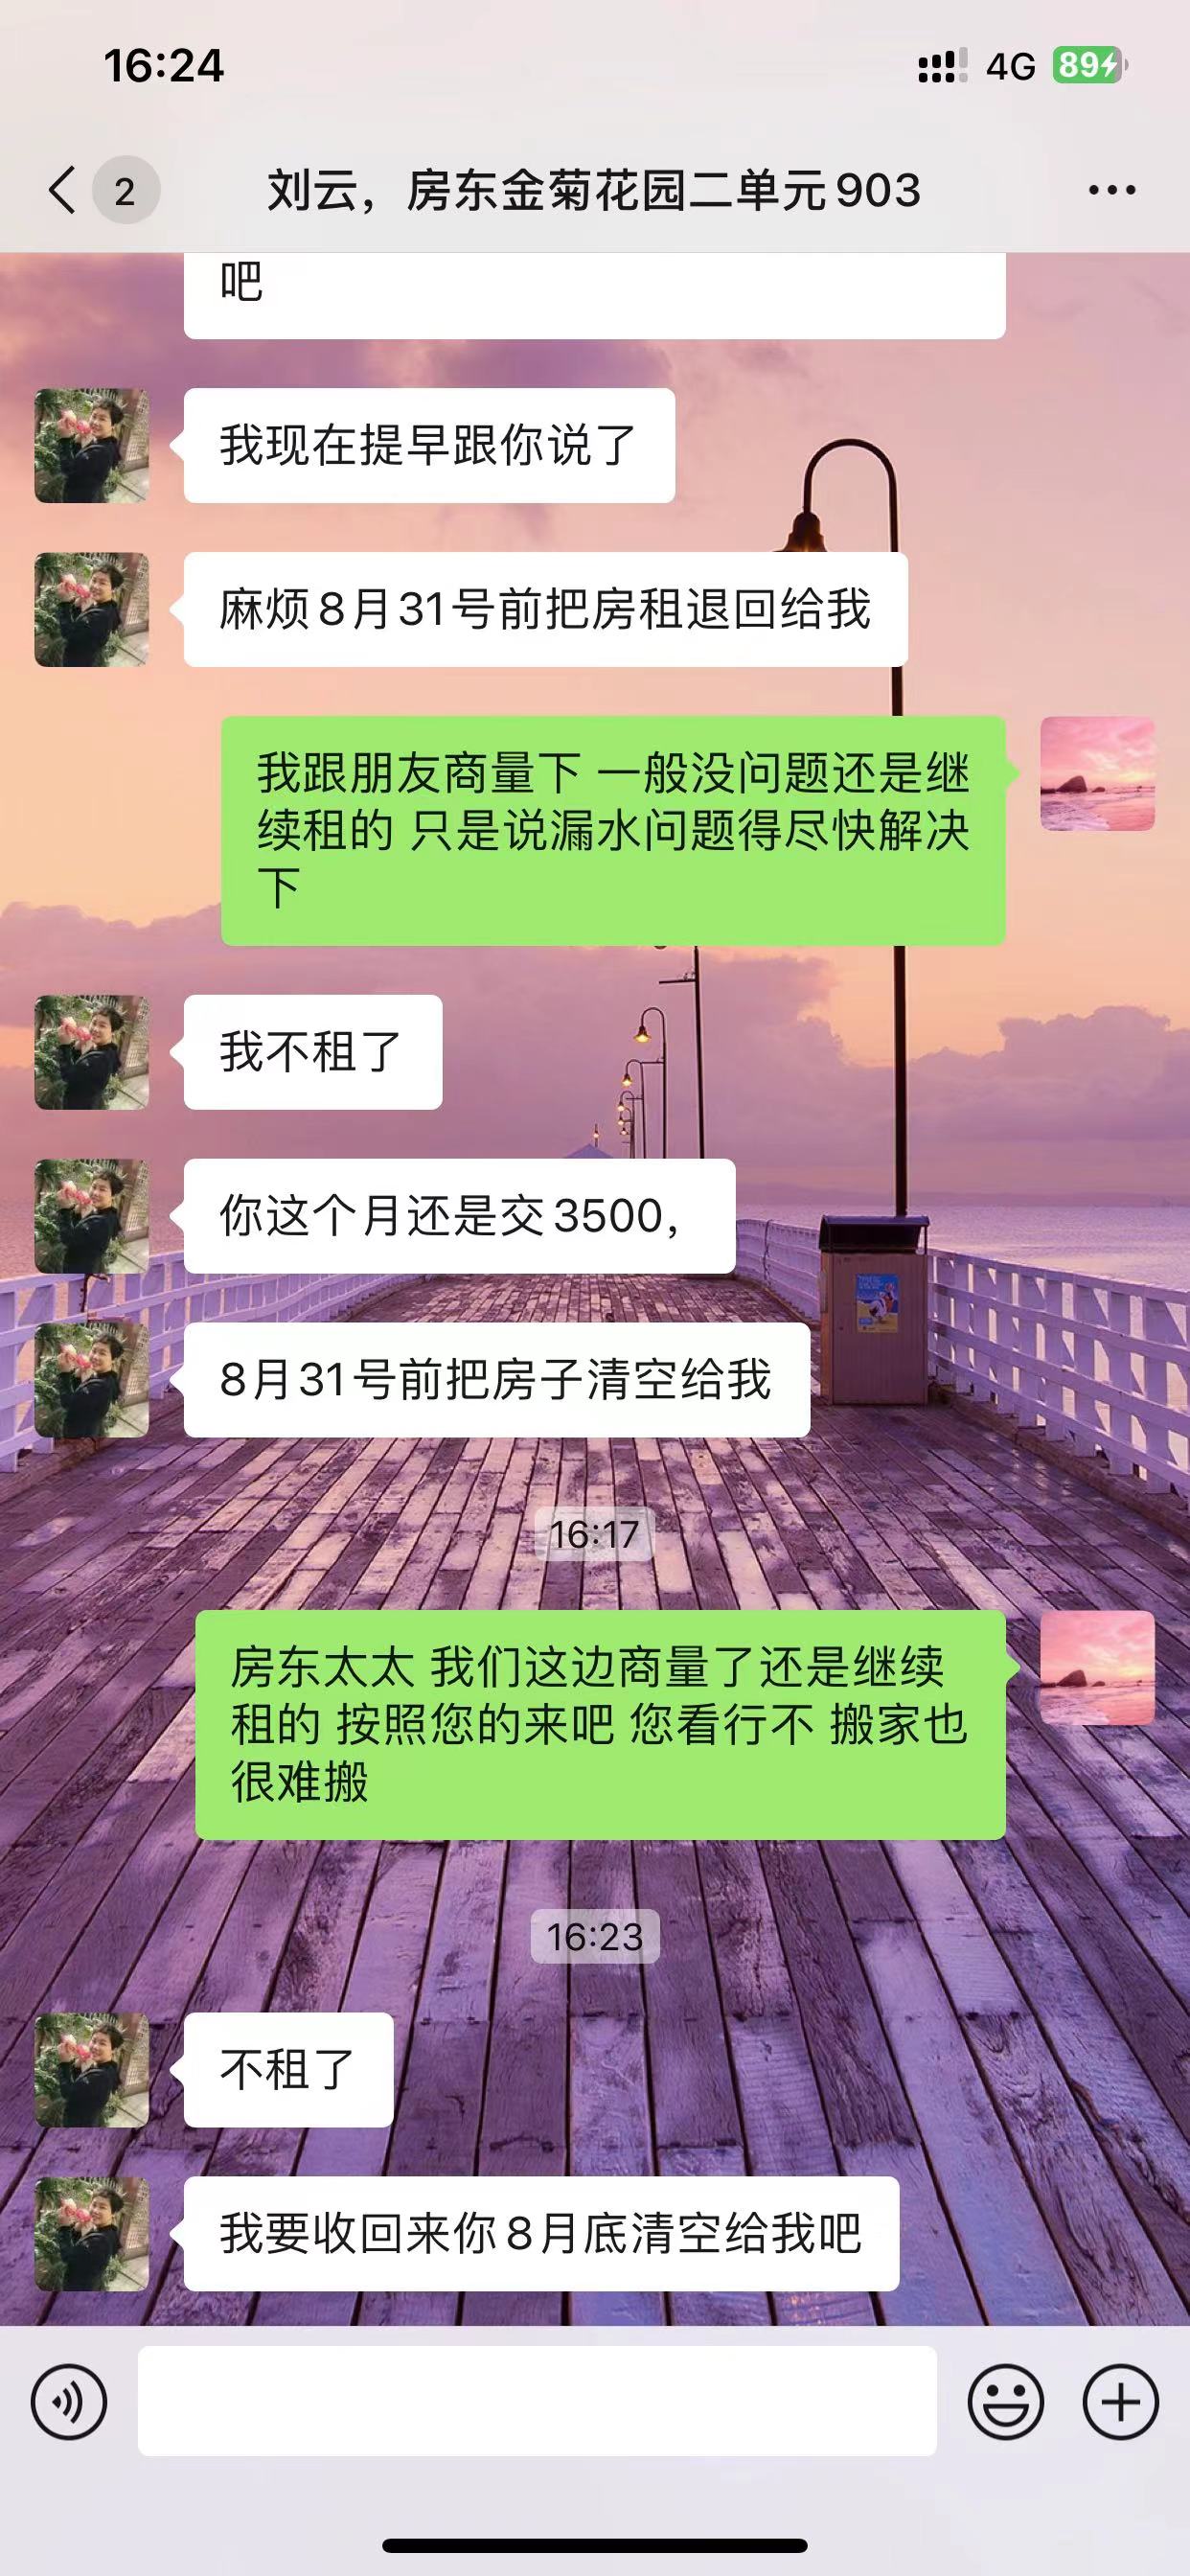 16:24
4G 89
2
刘云，房东金菊花园二单元903
吧
我现在提早跟你说了
麻烦8月31号前把房租退回给我
我跟朋友商量下 一般没问题还是继
续租的 只是说漏水问题得尽快解决
下
我不租了
你这个月还是交3500，
8月31号前把房子清空给我
16:17
房东太太 我们这边商量了还是继续
租的 按照您的来吧 您看行不 搬家也
很难搬
16:23
不租了
我要收回来你8月底清空给我吧